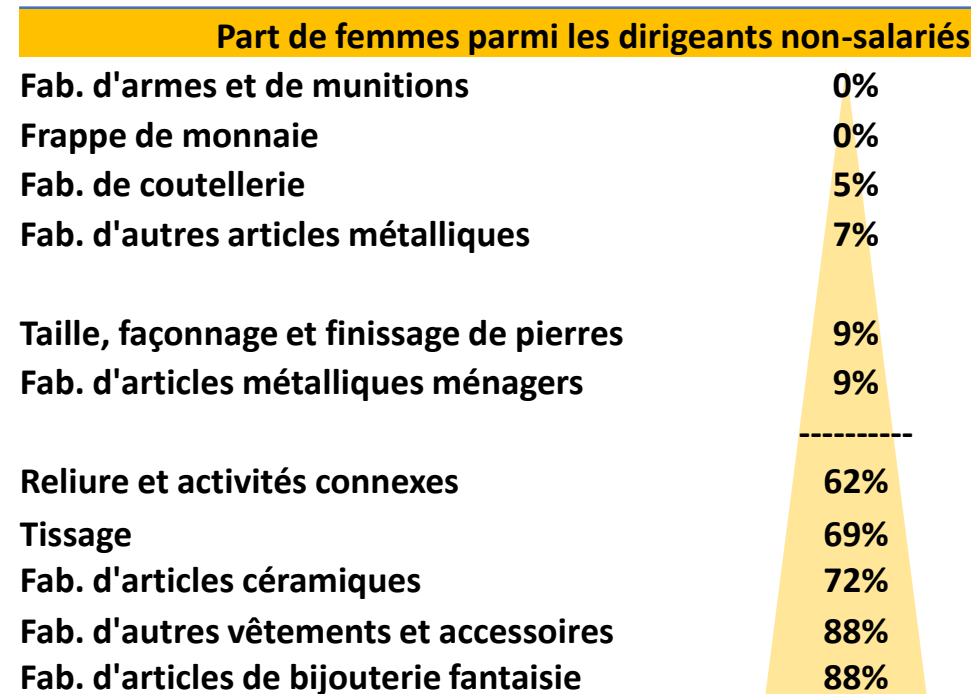 Part de femmes parmi les dirigeants non-salariés
Fab. d'armes et de munitions 0%
Frappe de monnaie 0%
Fab. de coutellerie 5%
Fab. d'autres articles métalliques 7%
Taille, façonnage et finissage de pierres 9%
Fab. d'articles métalliques ménagers 9%
----------
Reliure et activités connexes 62%
Tissage 69%
Fab. d'articles céramiques 72%
Fab. d'autres vêtements et accessoires 88%
Fab. d'articles de bijouterie fantaisie 88%